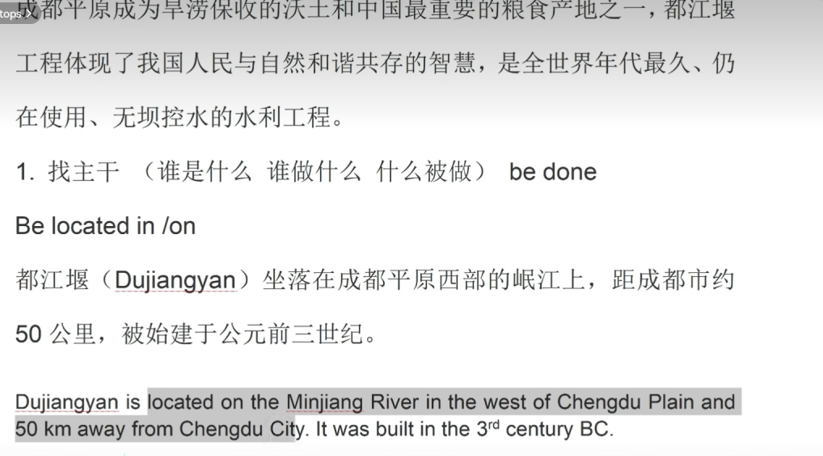 tops
成都平原成为旱涝保收的沃土和中国最重要的粮食产地之一，都江堰
工程体现了我国人民与自然和谐共存的智慧，是全世界年代最久、仍
在使用、无坝控水的水利工程。
1. 找主干 （谁是什么 谁做什么 什么被做） be done
Be located in /on
都江堰（Dujiangyan）坐落在成都平原西部的岷江上，距成都市约
50 公里，被始建于公元前三世纪。
Dujiangyan is located on the Minjiang River in the west of Chengdu Plain and
50 km away from Chengdu City. It was built in the 3rd century BC.